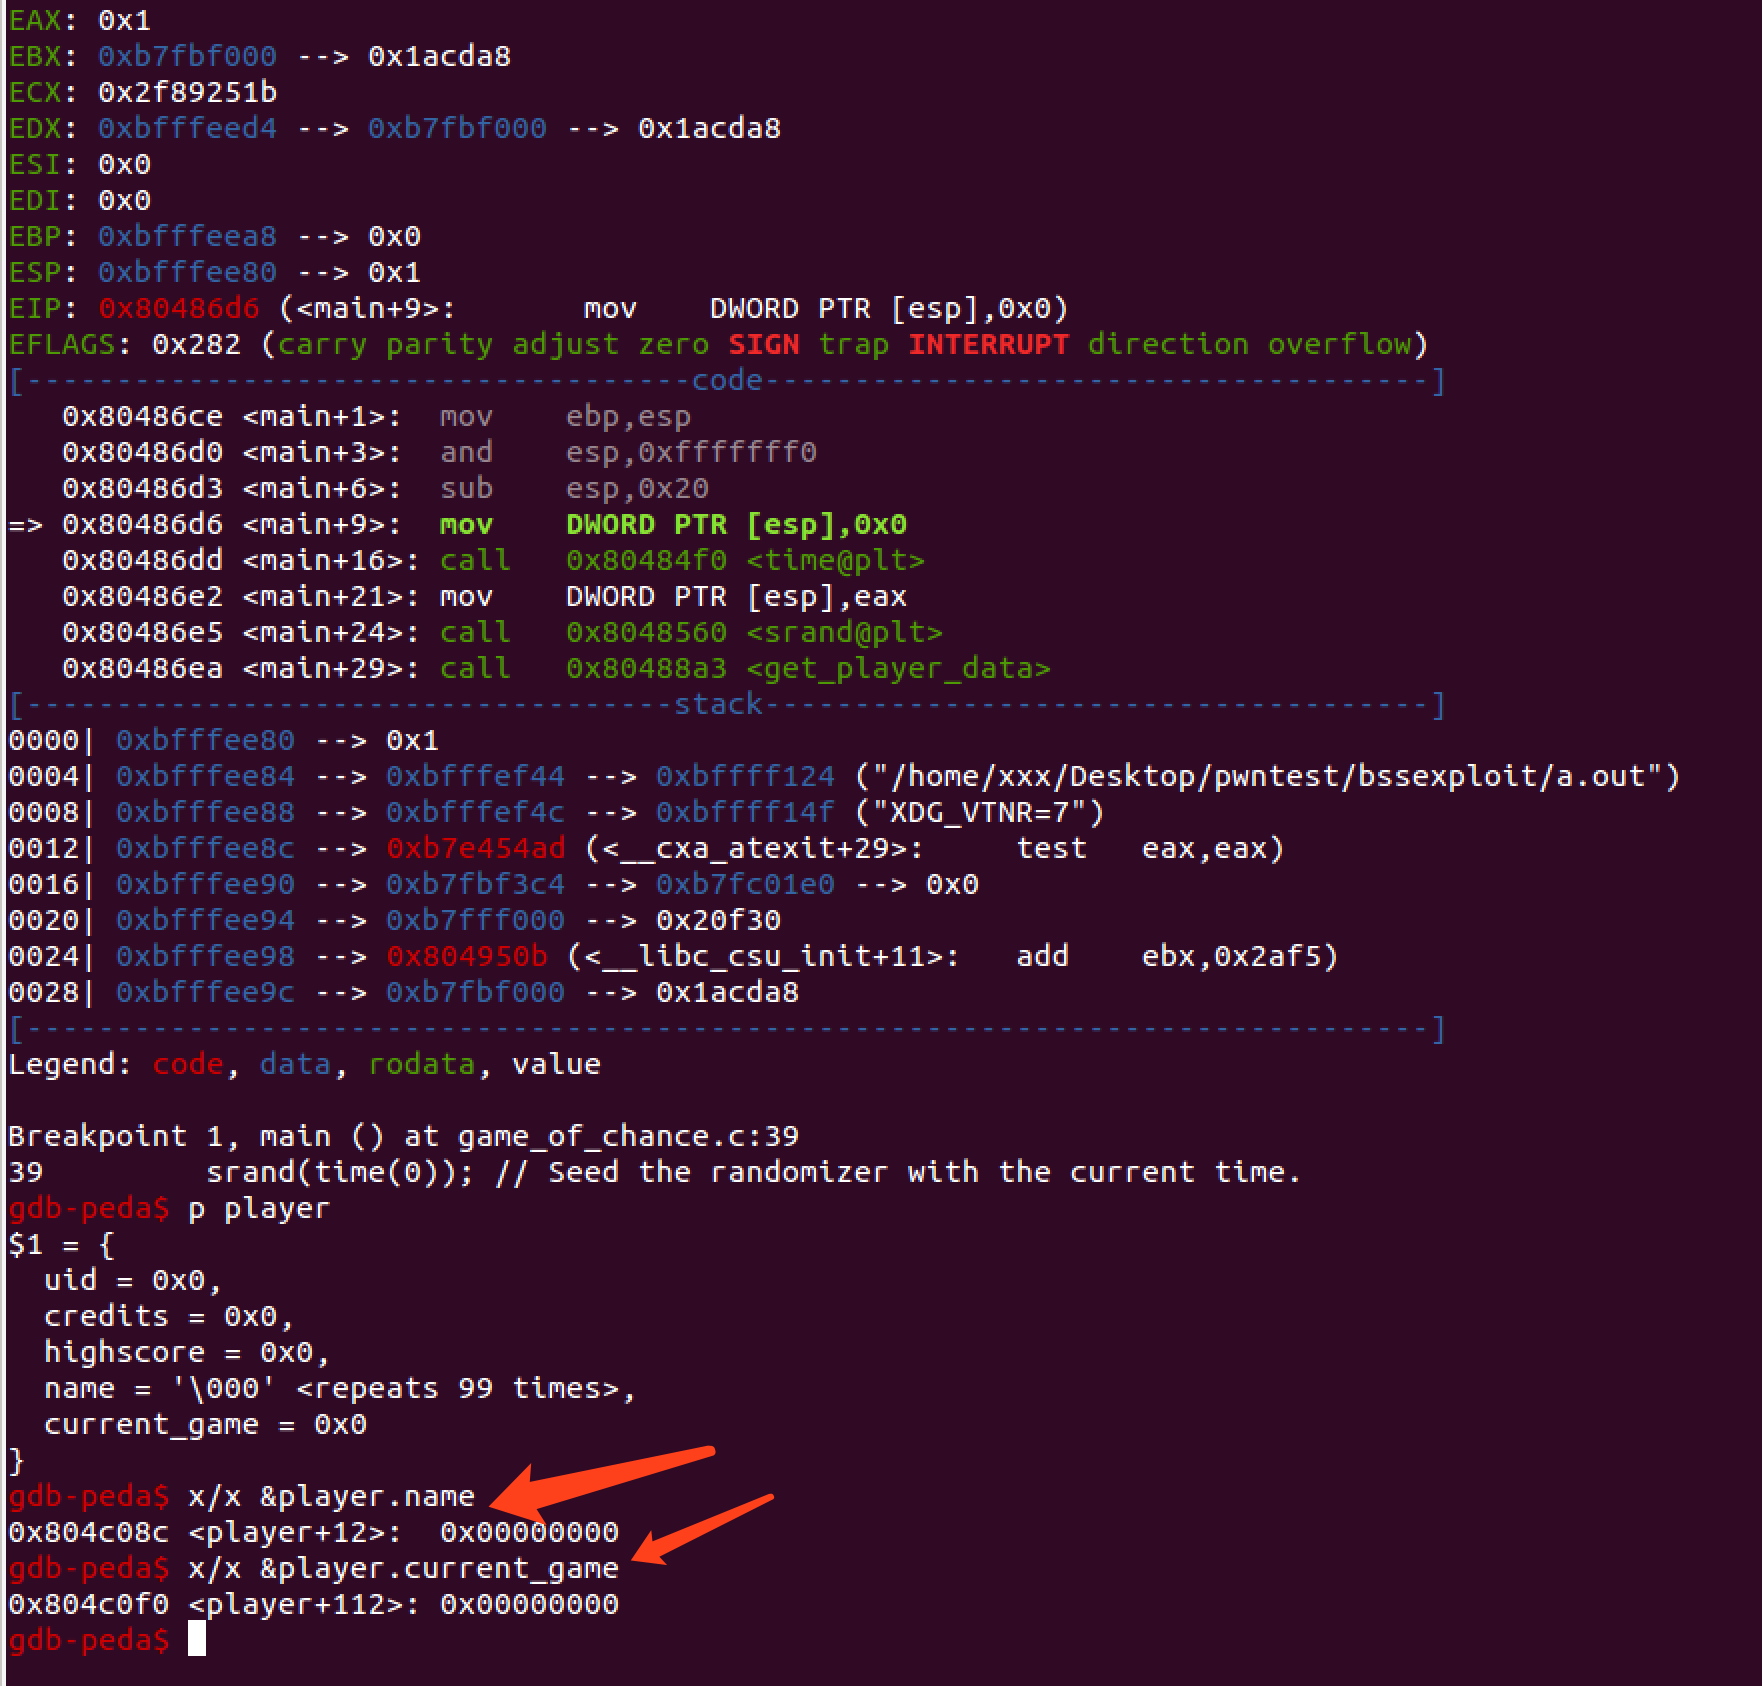 EAX: 0x1
EBX: 0xb7fbf000 --> 0x1acda8
ECX: 0x2f89251b
EDX: 0xbfffeed4 --> 0xb7fbf000 --> 0x1acda8
ESI: 0x0
EDI: 0x0
EBP: 0xbfffeea8 --> 0x0
ESP: 0xbfffee80 --> 0x1
EIP: 0x80486d6 (<main+9>:       mov    DWORD PTR [esp],0x0)
EFLAGS: 0x282 (carry parity adjust zero SIGN trap INTERRUPT direction overflow)
[-------------------------------------code-------------------------------------]
   0x80486ce <main+1>:  mov    ebp,esp
   0x80486d0 <main+3>:  and    esp,0xfffffff0
   0x80486d3 <main+6>:  sub    esp,0x20
=> 0x80486d6 <main+9>:  mov    DWORD PTR [esp],0x0
   0x80486dd <main+16>: call   0x80484f0 <time@plt>
   0x80486e2 <main+21>: mov    DWORD PTR [esp],eax
   0x80486e5 <main+24>: call   0x8048560 <srand@plt>
   0x80486ea <main+29>: call   0x80488a3 <get_player_data>
[------------------------------------stack-------------------------------------]
0000| 0xbfffee80 --> 0x1
0004| 0xbfffee84 --> 0xbfffef44 --> 0xbffff124 ("/home/xxx/Desktop/pwntest/bssexploit/a.out")
0008| 0xbfffee88 --> 0xbfffef4c --> 0xbffff14f ("XDG_VTNR=7")
0012| 0xbfffee8c --> 0xb7e454ad (<__cxa_atexit+29>:     test   eax,eax)
0016| 0xbfffee90 --> 0xb7fbf3c4 --> 0xb7fc01e0 --> 0x0
0020| 0xbfffee94 --> 0xb7fff000 --> 0x20f30
0024| 0xbfffee98 --> 0x804950b (<__libc_csu_init+11>:   add    ebx,0x2af5)
0028| 0xbfffee9c --> 0xb7fbf000 --> 0x1acda8
[------------------------------------------------------------------------------]
Legend: code, data, rodata, value
Breakpoint 1, main () at game_of_chance.c:39
39         srand(time(0)); // Seed the randomizer with the current time.
gdb-peda$ p player
$1 = {
  uid = 0x0,
  credits = 0x0,
  highscore = 0x0,
  name = '\000' <repeats 99 times>,
  current_game = 0x0
}
gdb-peda$ x/x &player.name
0x804c08c <player+12>:  0x00000000
gdb-peda$ x/x &player.current_game
0x804c0f0 <player+112>: 0x00000000
gdb-peda$